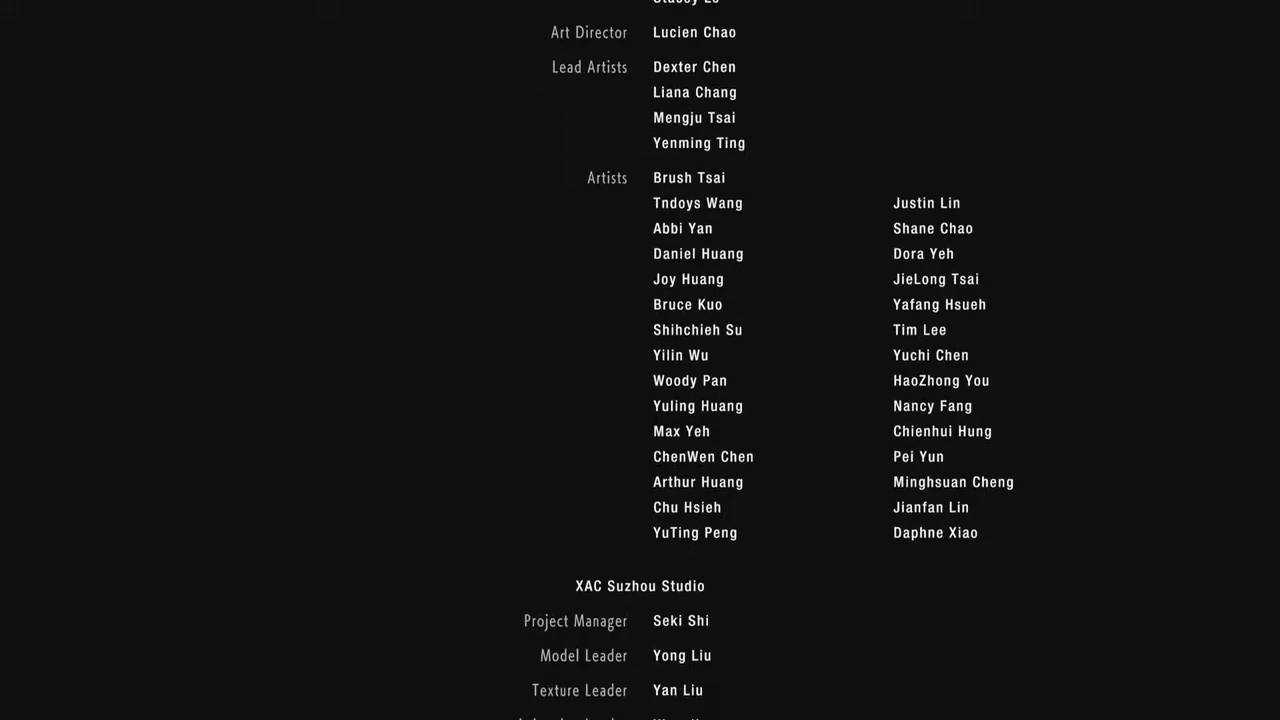 Art Director Lucien Chao
Lead Artists Dexter Chen
Liana Chang
Mengju Tsai
Yenming Ting
Artists Brush Tsai
Tndoys Wang Justin Lin
Abbi Yan Shane Chao
Daniel Huang Dora Yeh
Joy Huang JieLong Tsai
Bruce Kuo Yafang Hsueh
Shihchieh Su Tim Lee
Yilin Wu Yuchi Chen
Woody Pan HaoZhong You
Yuling Huang Nancy Fang
Max Yeh Chienhui Hung
ChenWen Chen Pei Yun
Arthur Huang Minghsuan Cheng
Chu Hsieh Jianfan Lin
YuTing Peng Daphne Xiao
XAC Suzhou Studio
Project Manager Seki Shi
Model Leader Yong Liu
Texture Leader Yan Liu